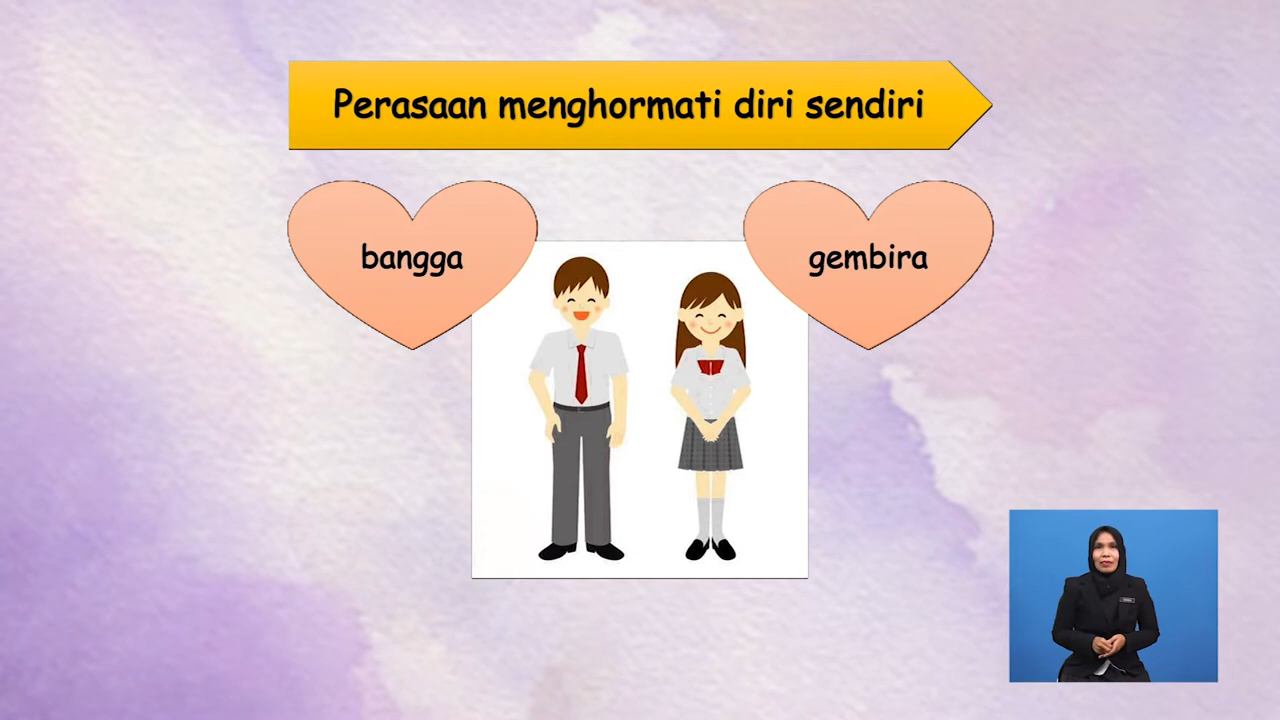 Perasaan menghormati diri sendiri
bangga
gembira